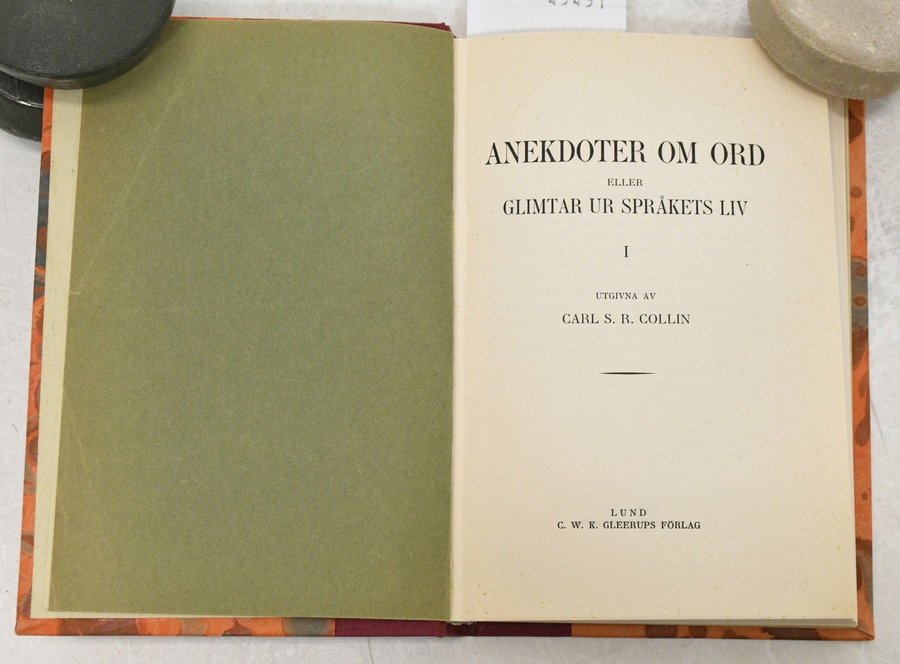 ANEKDOTER OM ORD
ELLER
GLIMTAR UR SPRÅKETS LIV
I
UTGIVNA AV
CARL S. R. COLLIN
LUND
C. W. K. GLEERUPS FÖRLAG